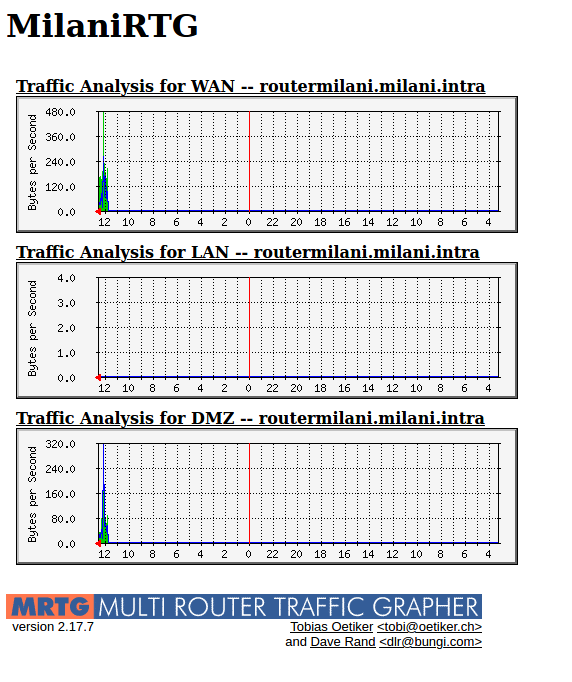 MilaniRTG
Traffic Analysis for WAN -- routermilani.milani.intra
Bytes per Second
480.0
360.0
240.0
120.0
0.0
12 10 8 6 4 2 0 22 20 18 16 14 12 10 8 6 4
Traffic Analysis for LAN -- routermilani.milani.intra
Bytes per Second
4.0
3.0
2.0
1.0
0.0
12 10 8 6 4 2 0 22 20 18 16 14 12 10 8 6 4
Traffic Analysis for DMZ -- routermilani.milani.intra
Bytes per Second
320.0
240.0
160.0
80.0
0.0
12 10 8 6 4 2 0 22 20 18 16 14 12 10 8 6 4
MRTG MULTI ROUTER TRAFFIC GRAPHER
version 2.17.7 Tobias Oetiker <tobi@oetiker.ch>
and Dave Rand <dlr@bungi.com>